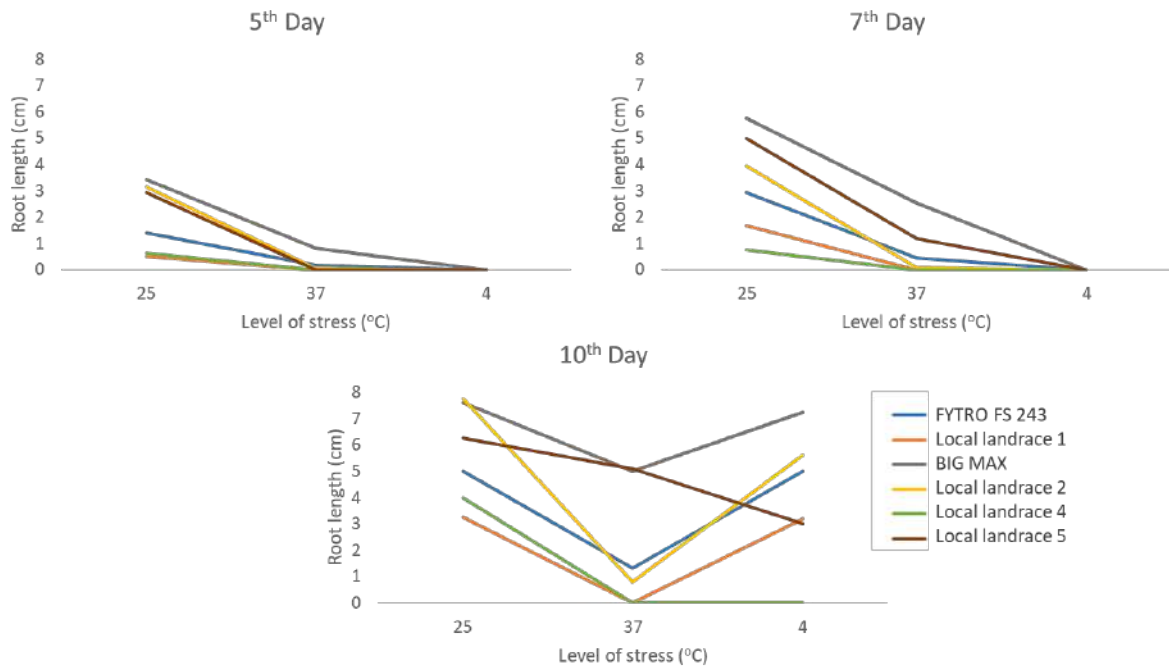 5th Day
Root length (cm)
8
7
6
5
4
3
2
1
0
25 37 4
Level of stress (°C)
7th Day
Root length (cm)
8
7
6
5
4
3
2
1
0
25 37 4
Level of stress (°C)
10th Day
Root length (cm)
8
7
6
5
4
3
2
1
0
25 37 4
Level of stress (°C)
FYTRO FS 243
Local landrace 1
BIG MAX
Local landrace 2
Local landrace 4
Local landrace 5